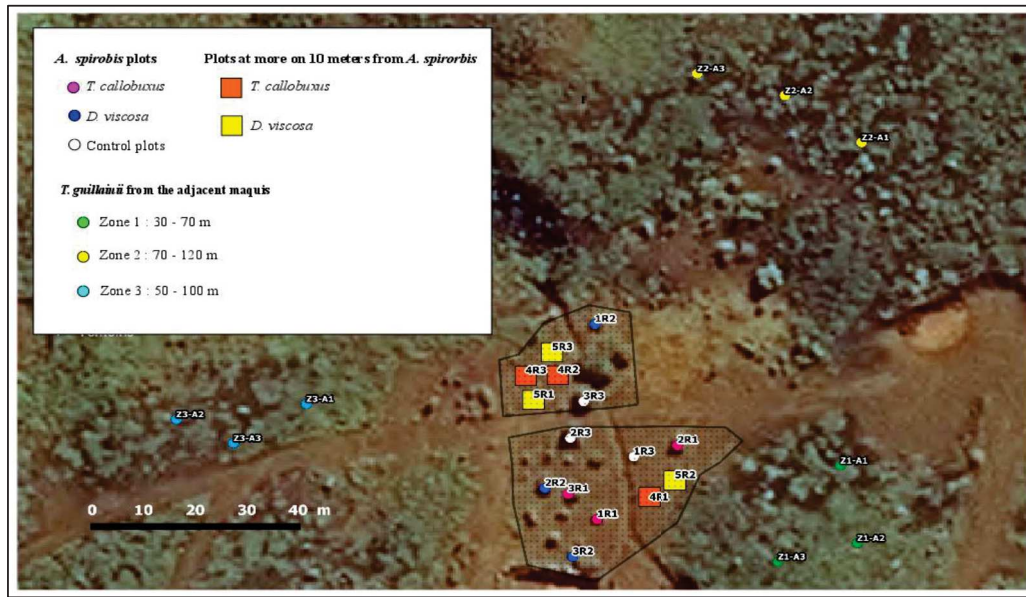 A. spirobis plots
Plots at more on 10 meters from A. spirorbis
T. callobuxus
D. viscosa
Control plots
T. callobuxus
D. viscosa
T. gnillainii from the adjacent maquis
Zone 1 : 30 - 70 m
Zone 2 : 70 - 120 m
Zone 3 : 50 - 100 m
Z2-A3
Z2-A2
Z2-A1
1R2
5R3
4R3
4R2
5R1
3R3
Z3-A1
Z3-A2
Z3-A3
2R3
2R1
1R3
Z1-A1
5R2
2R2
3R1
4R1
1R1
Z1-A2
3R2
Z1-A3
0 10 20 30 40 m